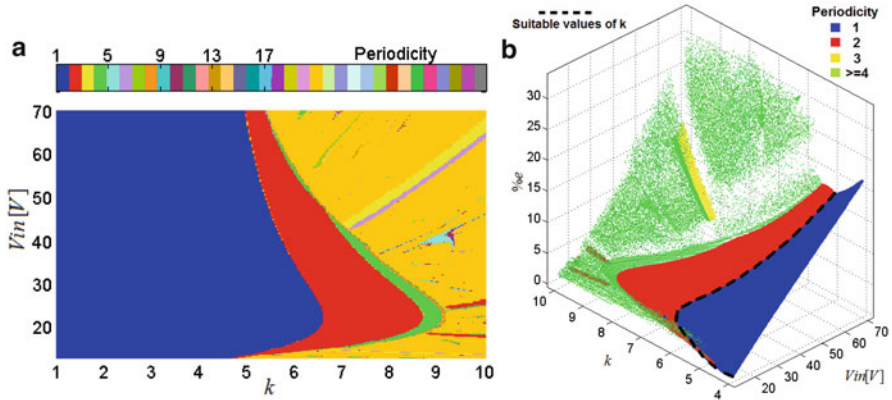 a
1 5 9 13 17 Periodicity
70
60
50
40
30
20
Vin[V]
1 2 3 4 5 6 7 8 9 10
k
Suitable values of k
b
Periodicity
1
2
3
>=4
30
25
20
15
10
5
0
%e
10 9 8 7 6 5 4
k
20 30 40 50 60 70
Vin[V]